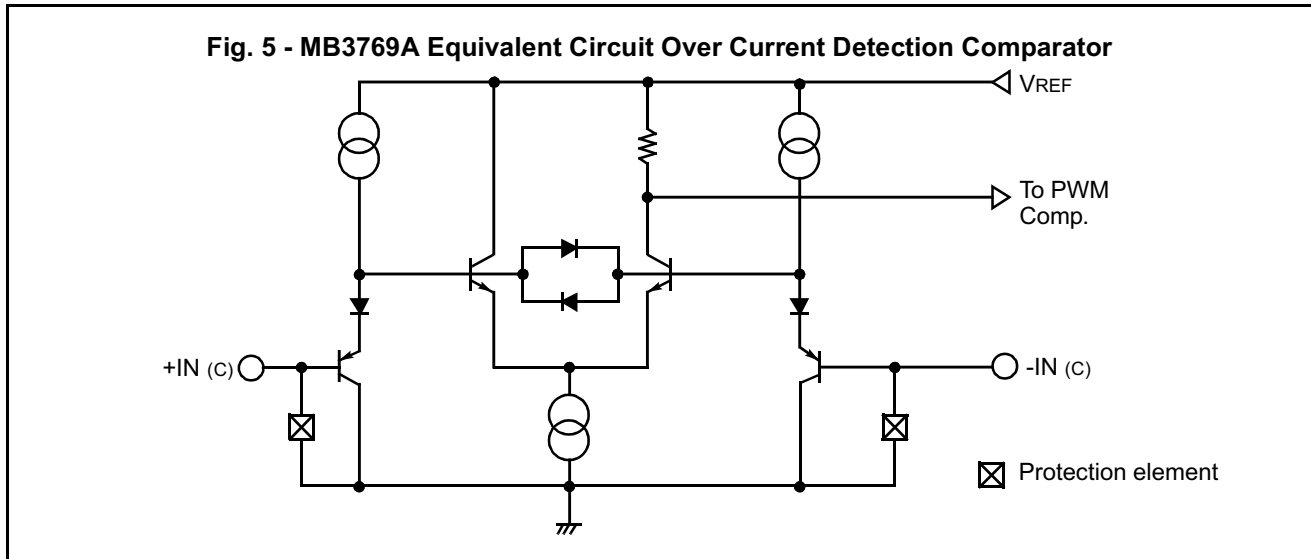 Fig. 5 - MB3769A Equivalent Circuit Over Current Detection Comparator
VREF
To PWM
Comp.
+IN (C)
-IN (C)
Protection element